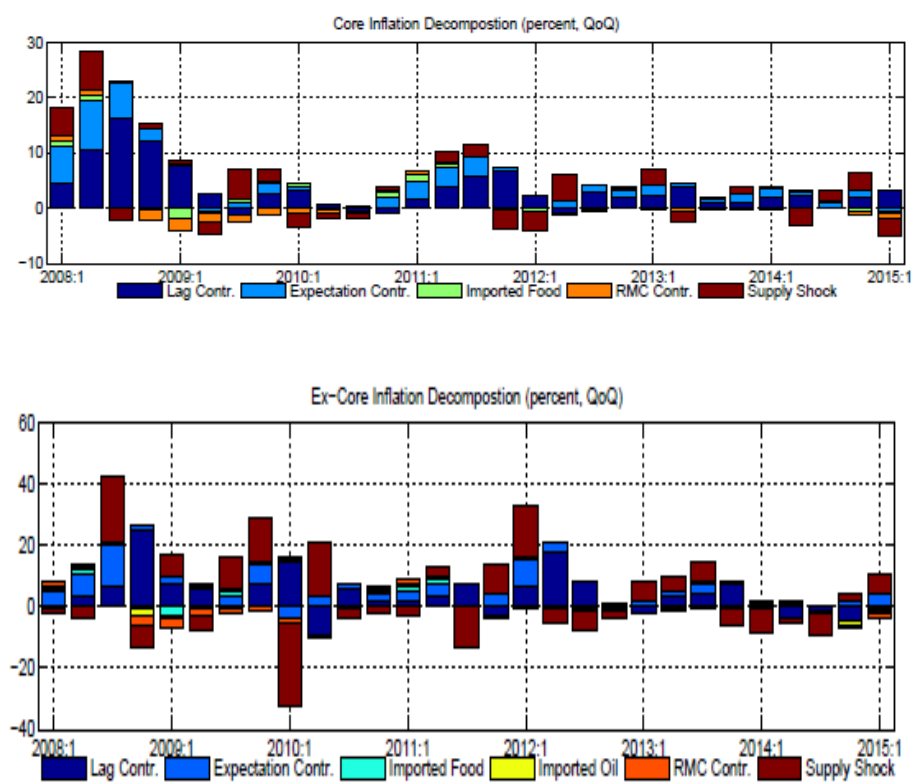 Core Inflation Decompostion (percent, QoQ)
30
20
10
0
−10
2008:1 2009:1 2010:1 2011:1 2012:1 2013:1 2014:1 2015:1
Lag Contr. Expectation Contr. Imported Food RMC Contr. Supply Shock
Ex−Core Inflation Decompostion (percent, QoQ)
60
40
20
0
−20
−40
2008:1 2009:1 2010:1 2011:1 2012:1 2013:1 2014:1 2015:1
Lag Contr. Expectation Contr. Imported Food Imported Oil RMC Contr. Supply Shock